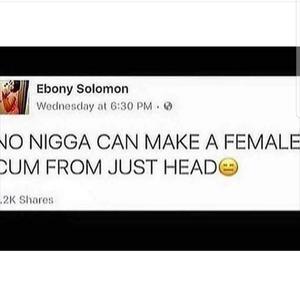 Ebony Solomon
Wednesday at 6:30 PM ·
NO NIGGA CAN MAKE A FEMALE
CUM FROM JUST HEAD😑
.2K Shares